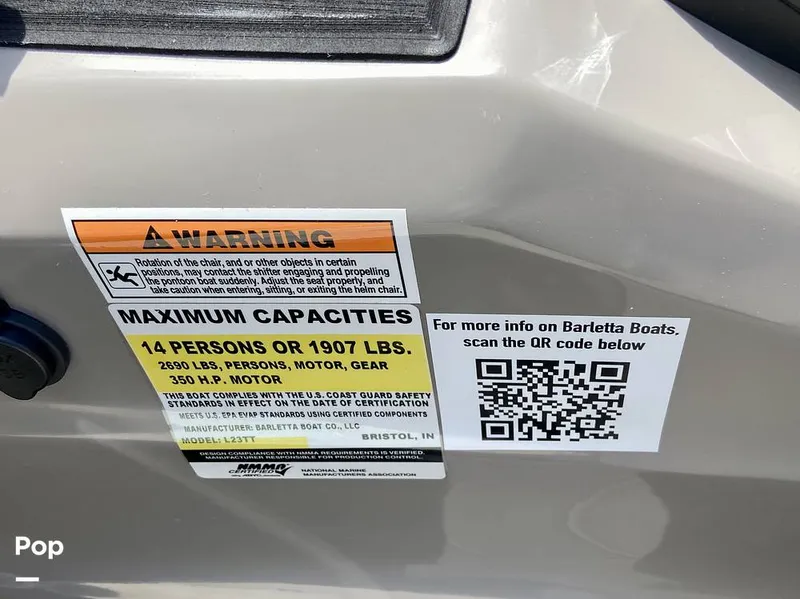 WARNING
Rotation of the chair, and or other objects in certain
positions, may contact the shifter engaging and propelling
the pontoon boat suddenly. Adjust the seat properly, and
take caution when entering, sitting, or exiting the helm chair.
MAXIMUM CAPACITIES
14 PERSONS OR 1907 LBS.
2690 LBS, PERSONS, MOTOR, GEAR
350 H.P. MOTOR
THIS BOAT COMPLIES WITH THE U.S. COAST GUARD SAFETY
STANDARDS IN EFFECT ON THE DATE OF CERTIFICATION
MEETS U.S. EPA EVAP STANDARDS USING CERTIFIED COMPONENTS
MANUFACTURER: BARLETTA BOAT CO., LLC
MODEL: L23TT BRISTOL, IN
DESIGN COMPLIANCE WITH NMMA REQUIREMENTS IS VERIFIED.
MANUFACTURER RESPONSIBLE FOR PRODUCTION CONTROL.
NMMA
CERTIFIED
NATIONAL MARINE
MANUFACTURERS ASSOCIATION
For more info on Barletta Boats,
scan the QR code below
Pop